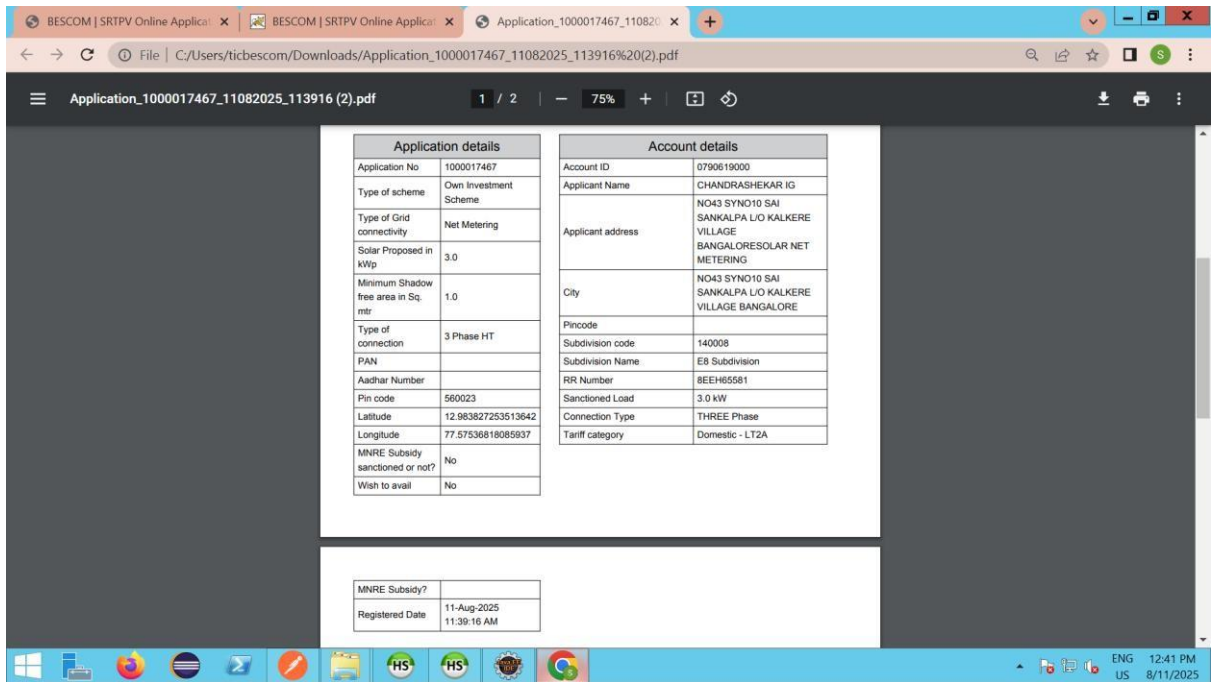 BESCOM | SRTPV Online Applicat
BESCOM | SRTPV Online Applicat
Application_1000017467_110820
File | C:/Users/ticbescom/Downloads/Application_1000017467_11082025_113916%20(2).pdf
S
Application_1000017467_11082025_113916 (2).pdf
1 / 2
75%
Application details
Application No 1000017467
Type of scheme Own Investment
Scheme
Type of Grid
connectivity Net Metering
Solar Proposed in
kWp 3.0
Minimum Shadow
free area in Sq.
mtr 1.0
Type of
connection 3 Phase HT
PAN
Aadhar Number
Pin code 560023
Latitude 12.983827253513642
Longitude 77.57536818085937
MNRE Subsidy
sanctioned or not? No
Wish to avail No
Account details
Account ID 0790619000
Applicant Name CHANDRASHEKAR IG
Applicant address NO43 SYNO10 SAI
SANKALPA L/O KALKERE
VILLAGE
BANGALORESOLAR NET
METERING
City NO43 SYNO10 SAI
SANKALPA L/O KALKERE
VILLAGE BANGALORE
Pincode
Subdivision code 140008
Subdivision Name E8 Subdivision
RR Number 8EEH65581
Sanctioned Load 3.0 kW
Connection Type THREE Phase
Tariff category Domestic - LT2A
MNRE Subsidy?
Registered Date 11-Aug-2025
11:39:16 AM
HS
HS
ENG 12:41 PM
US 8/11/2025